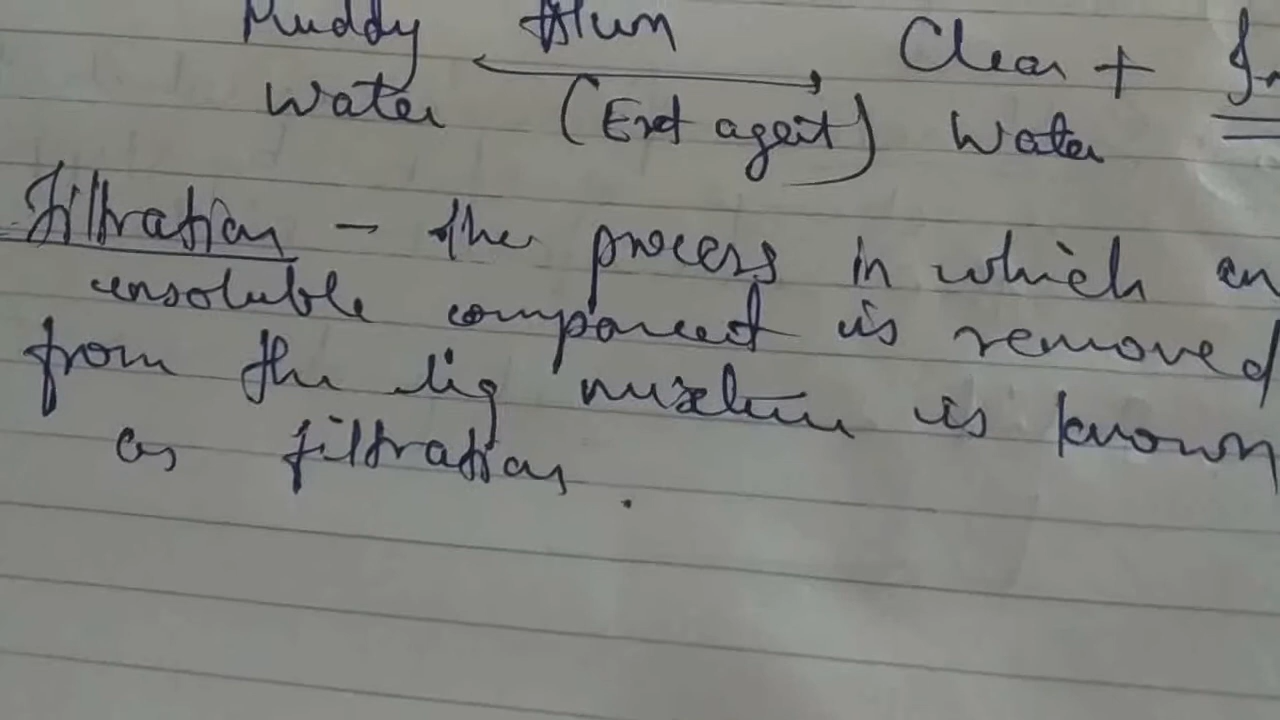 Muddy Alum Clear +
Water (Ext agent) Water
Filtration - the process in which an
insoluble component is removed
from the liq mixture is known
as filtration.